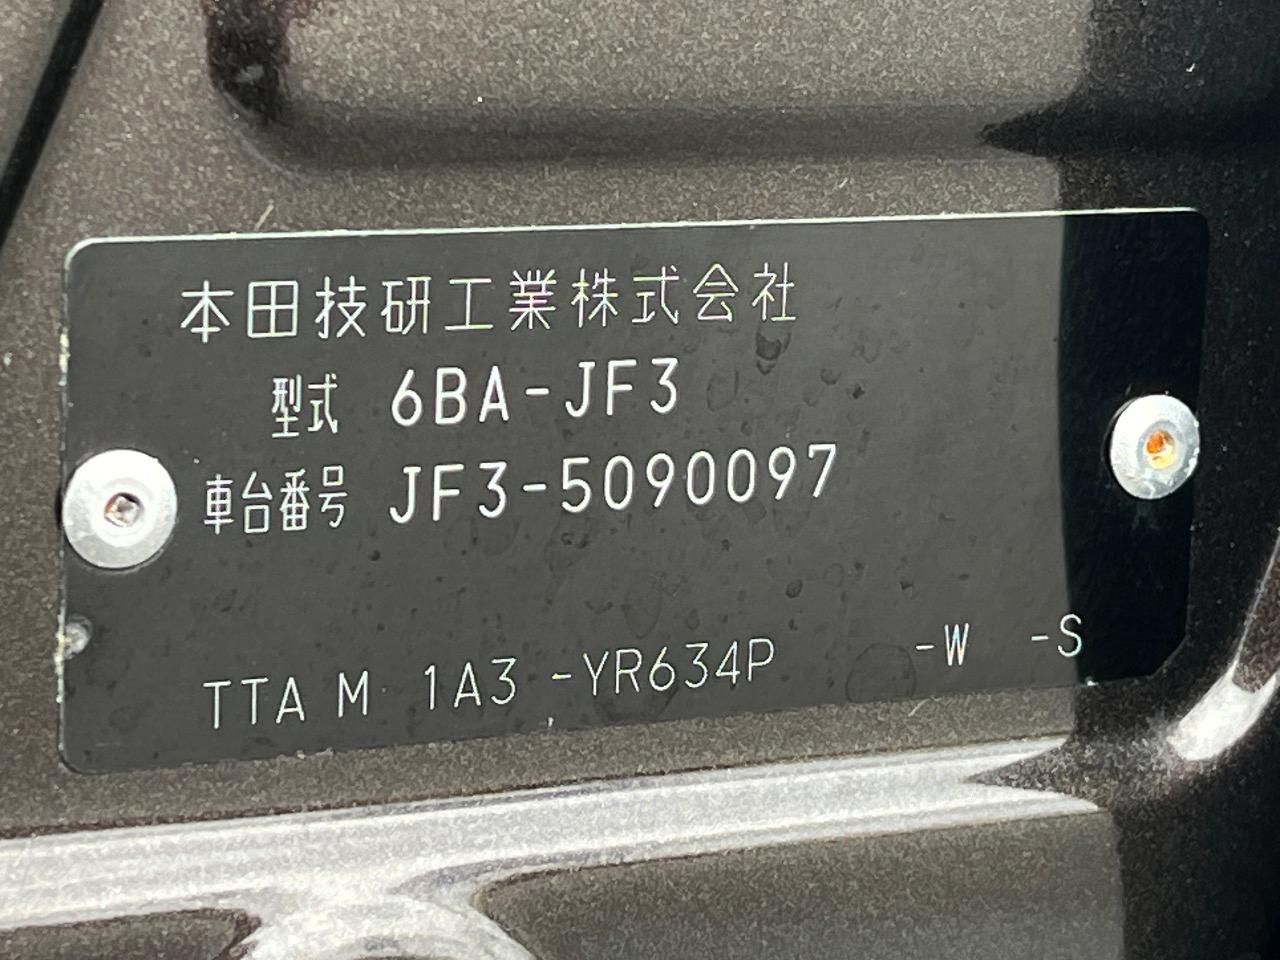 本田技研工業株式会社
型式 6BA-JF3
車台番号 JF3-5090097
TTA M 1A3 -YR634P -W -S